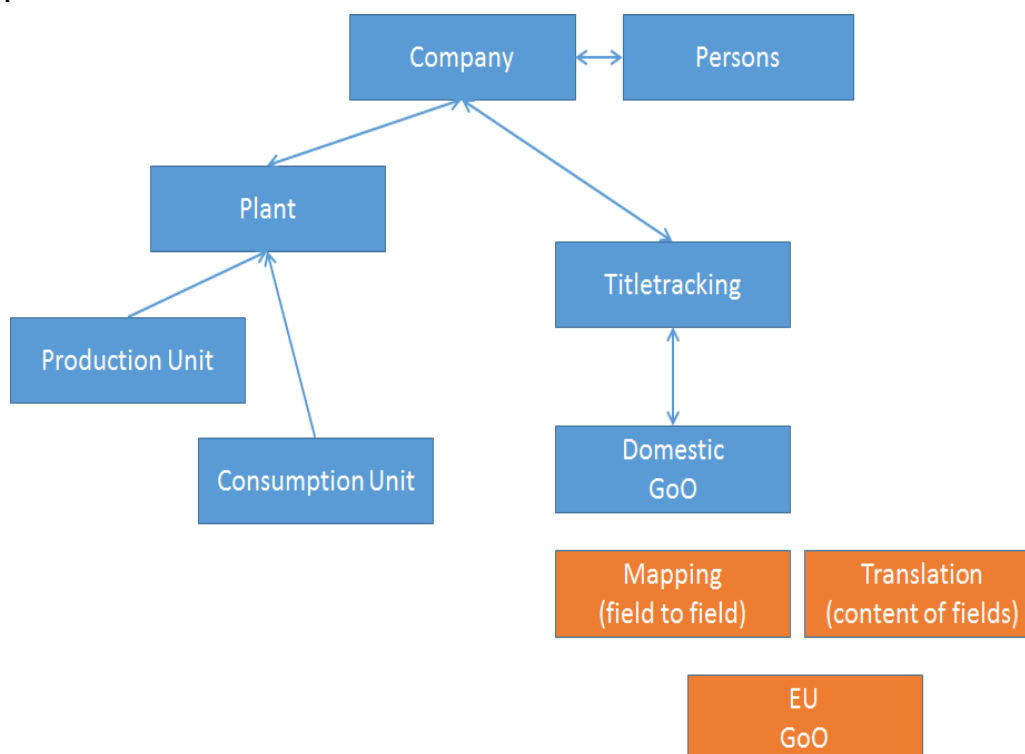 Company
Persons
Plant
Titletracking
Production Unit
Consumption Unit
Domestic
GoO
Mapping
(field to field)
Translation
(content of fields)
EU
GoO